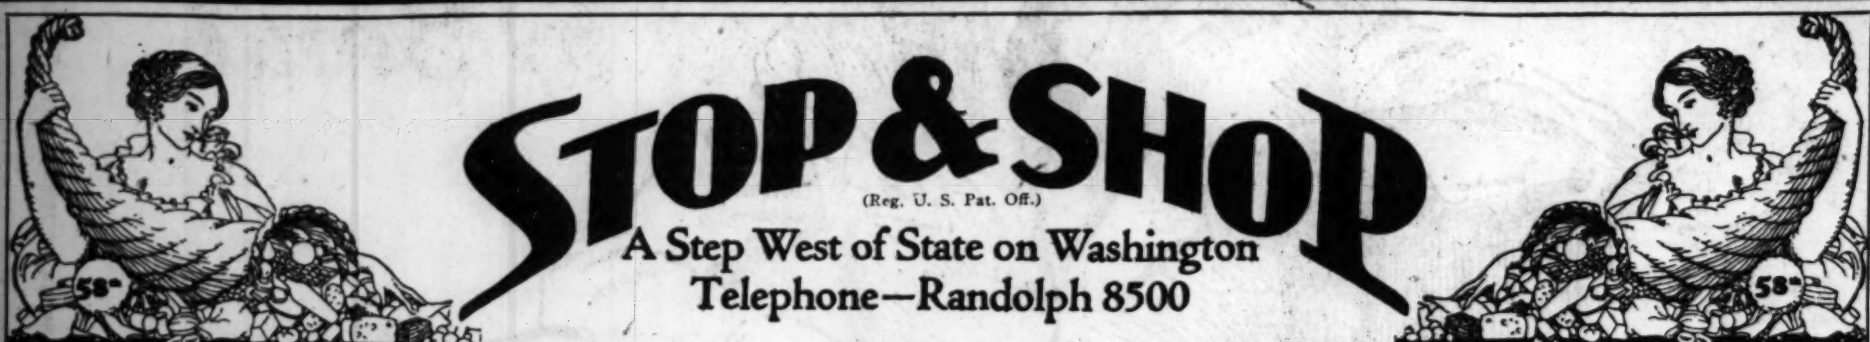 STOP & SHOP
(Reg. U. S. Pat. Off.)
A Step West of State on Washington
Telephone—Randolph 8500
58th
58th